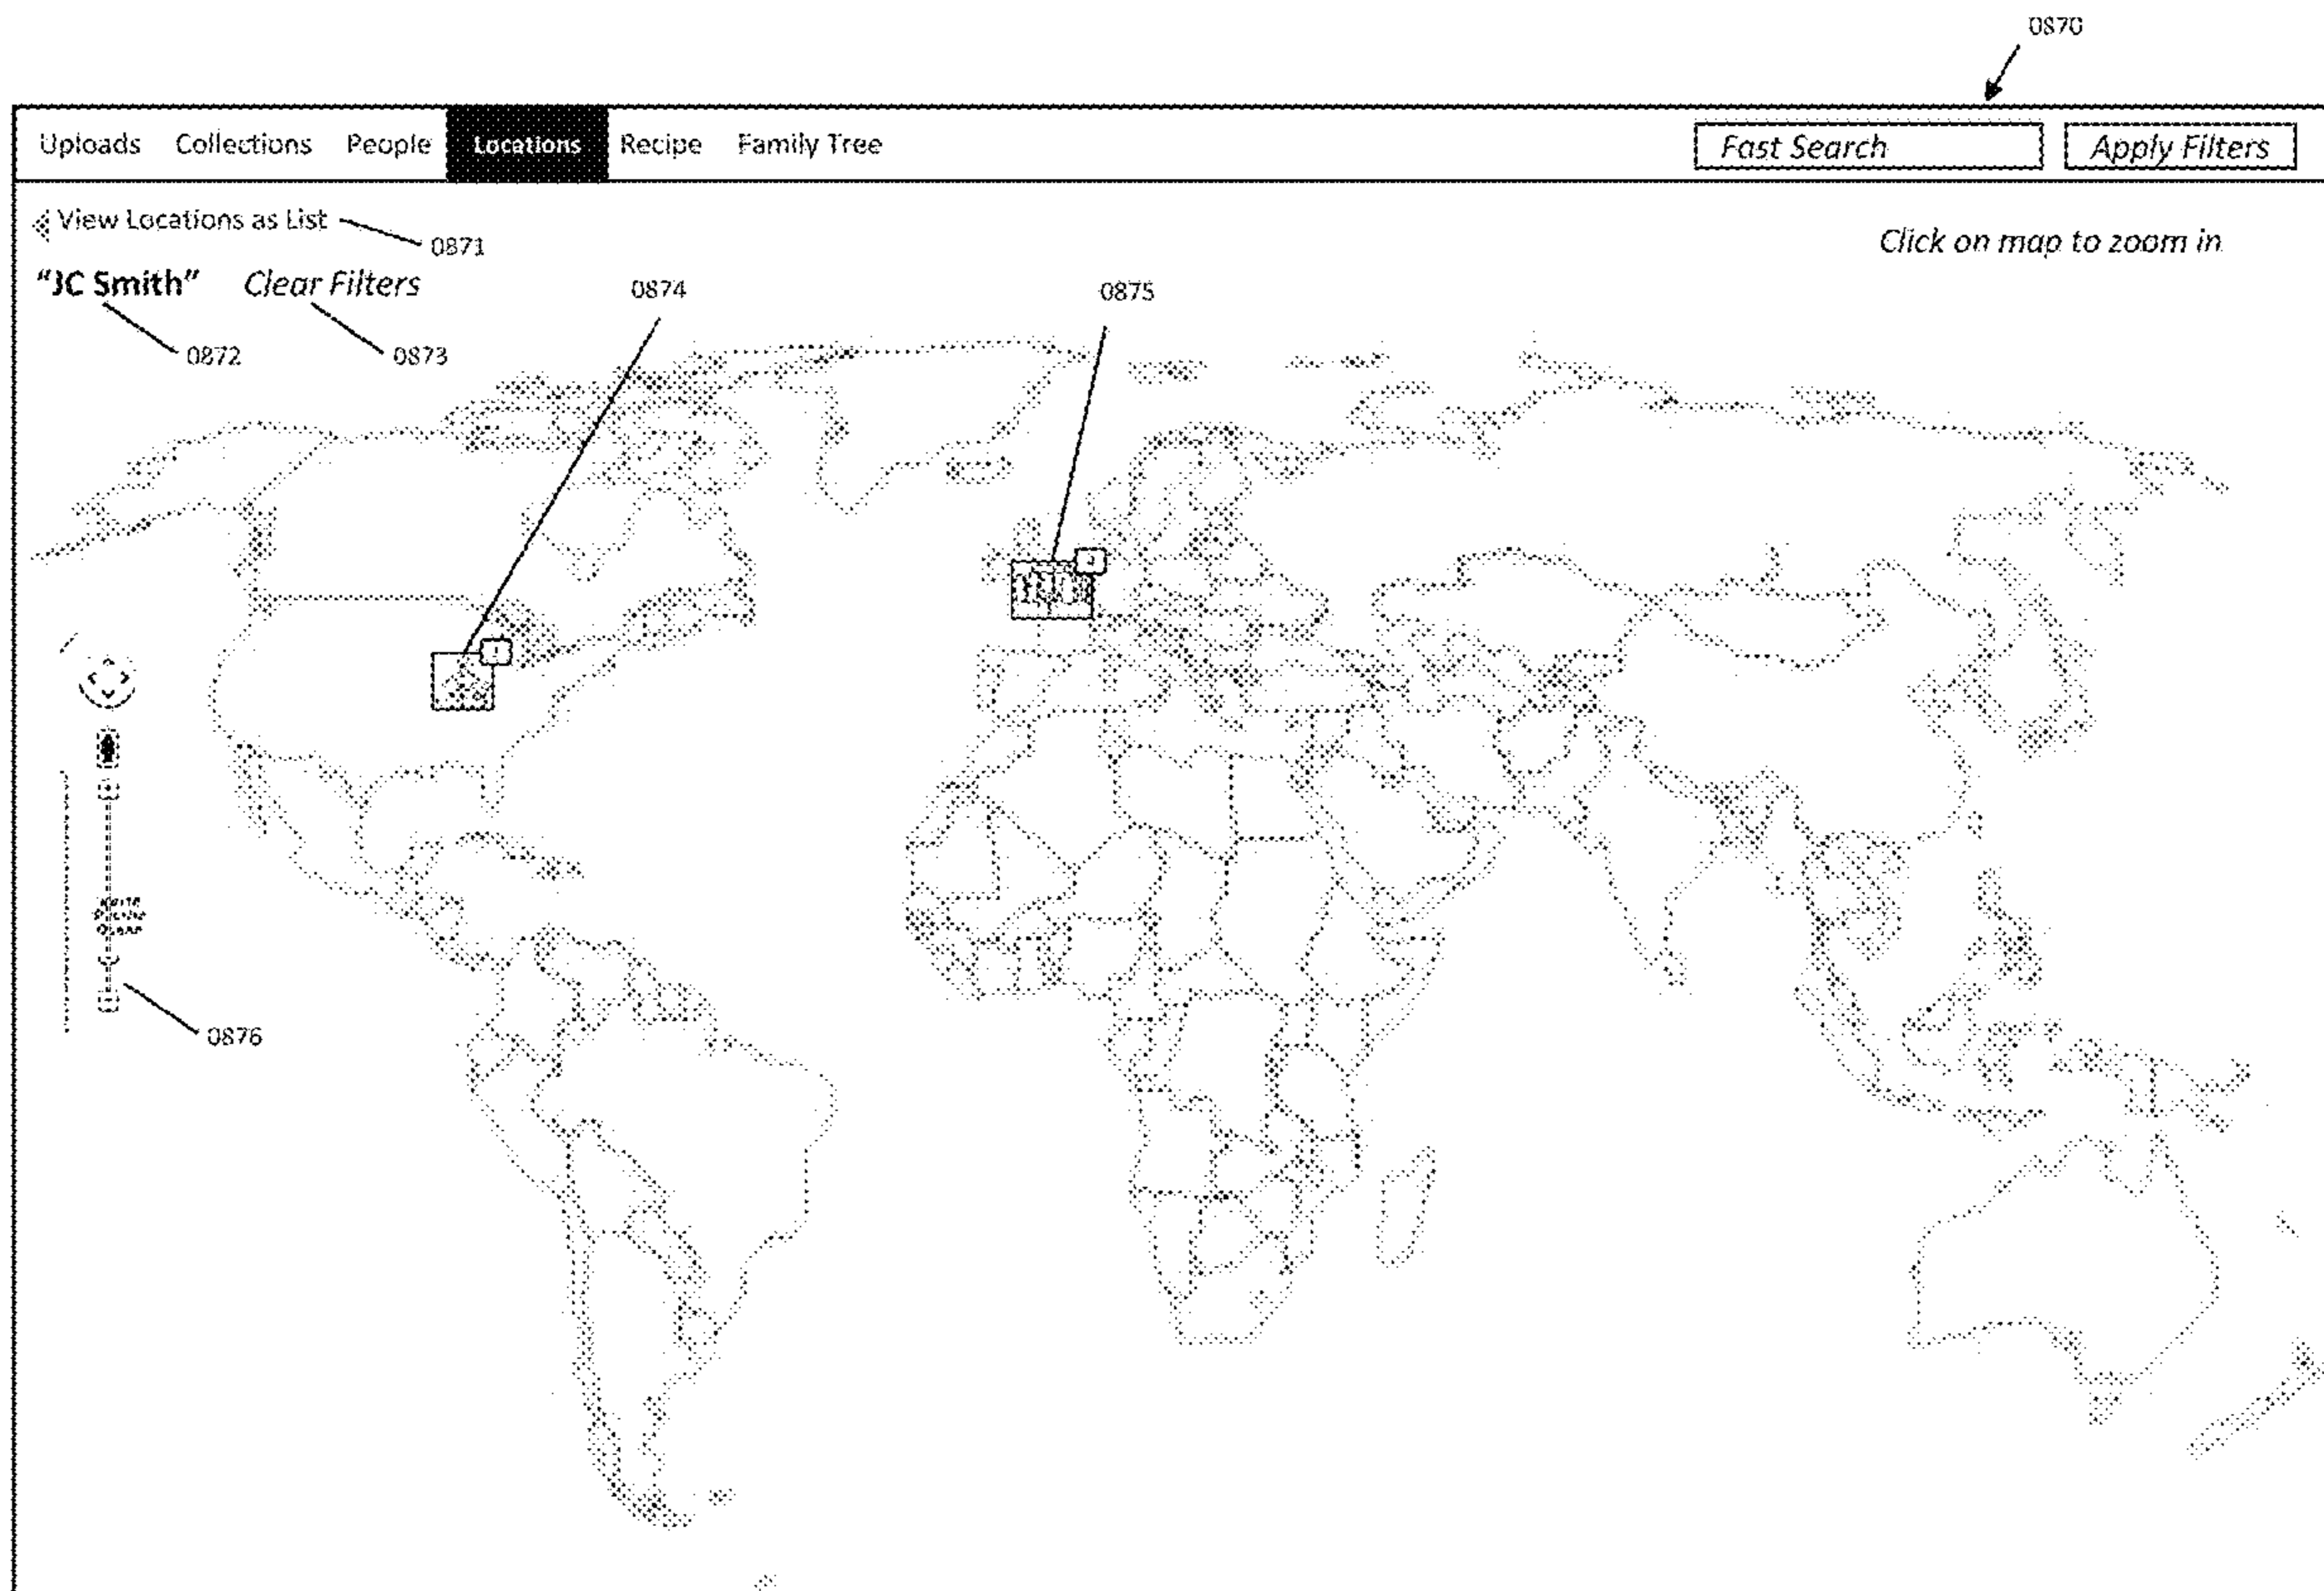 0870
Uploads Collections People Locations Recipe Family Tree Fast Search Apply Filters
View Locations as List
0871
Click on map to zoom in
"JC Smith" Clear Filters
0874
0875
0872
0873
Ocean
0876